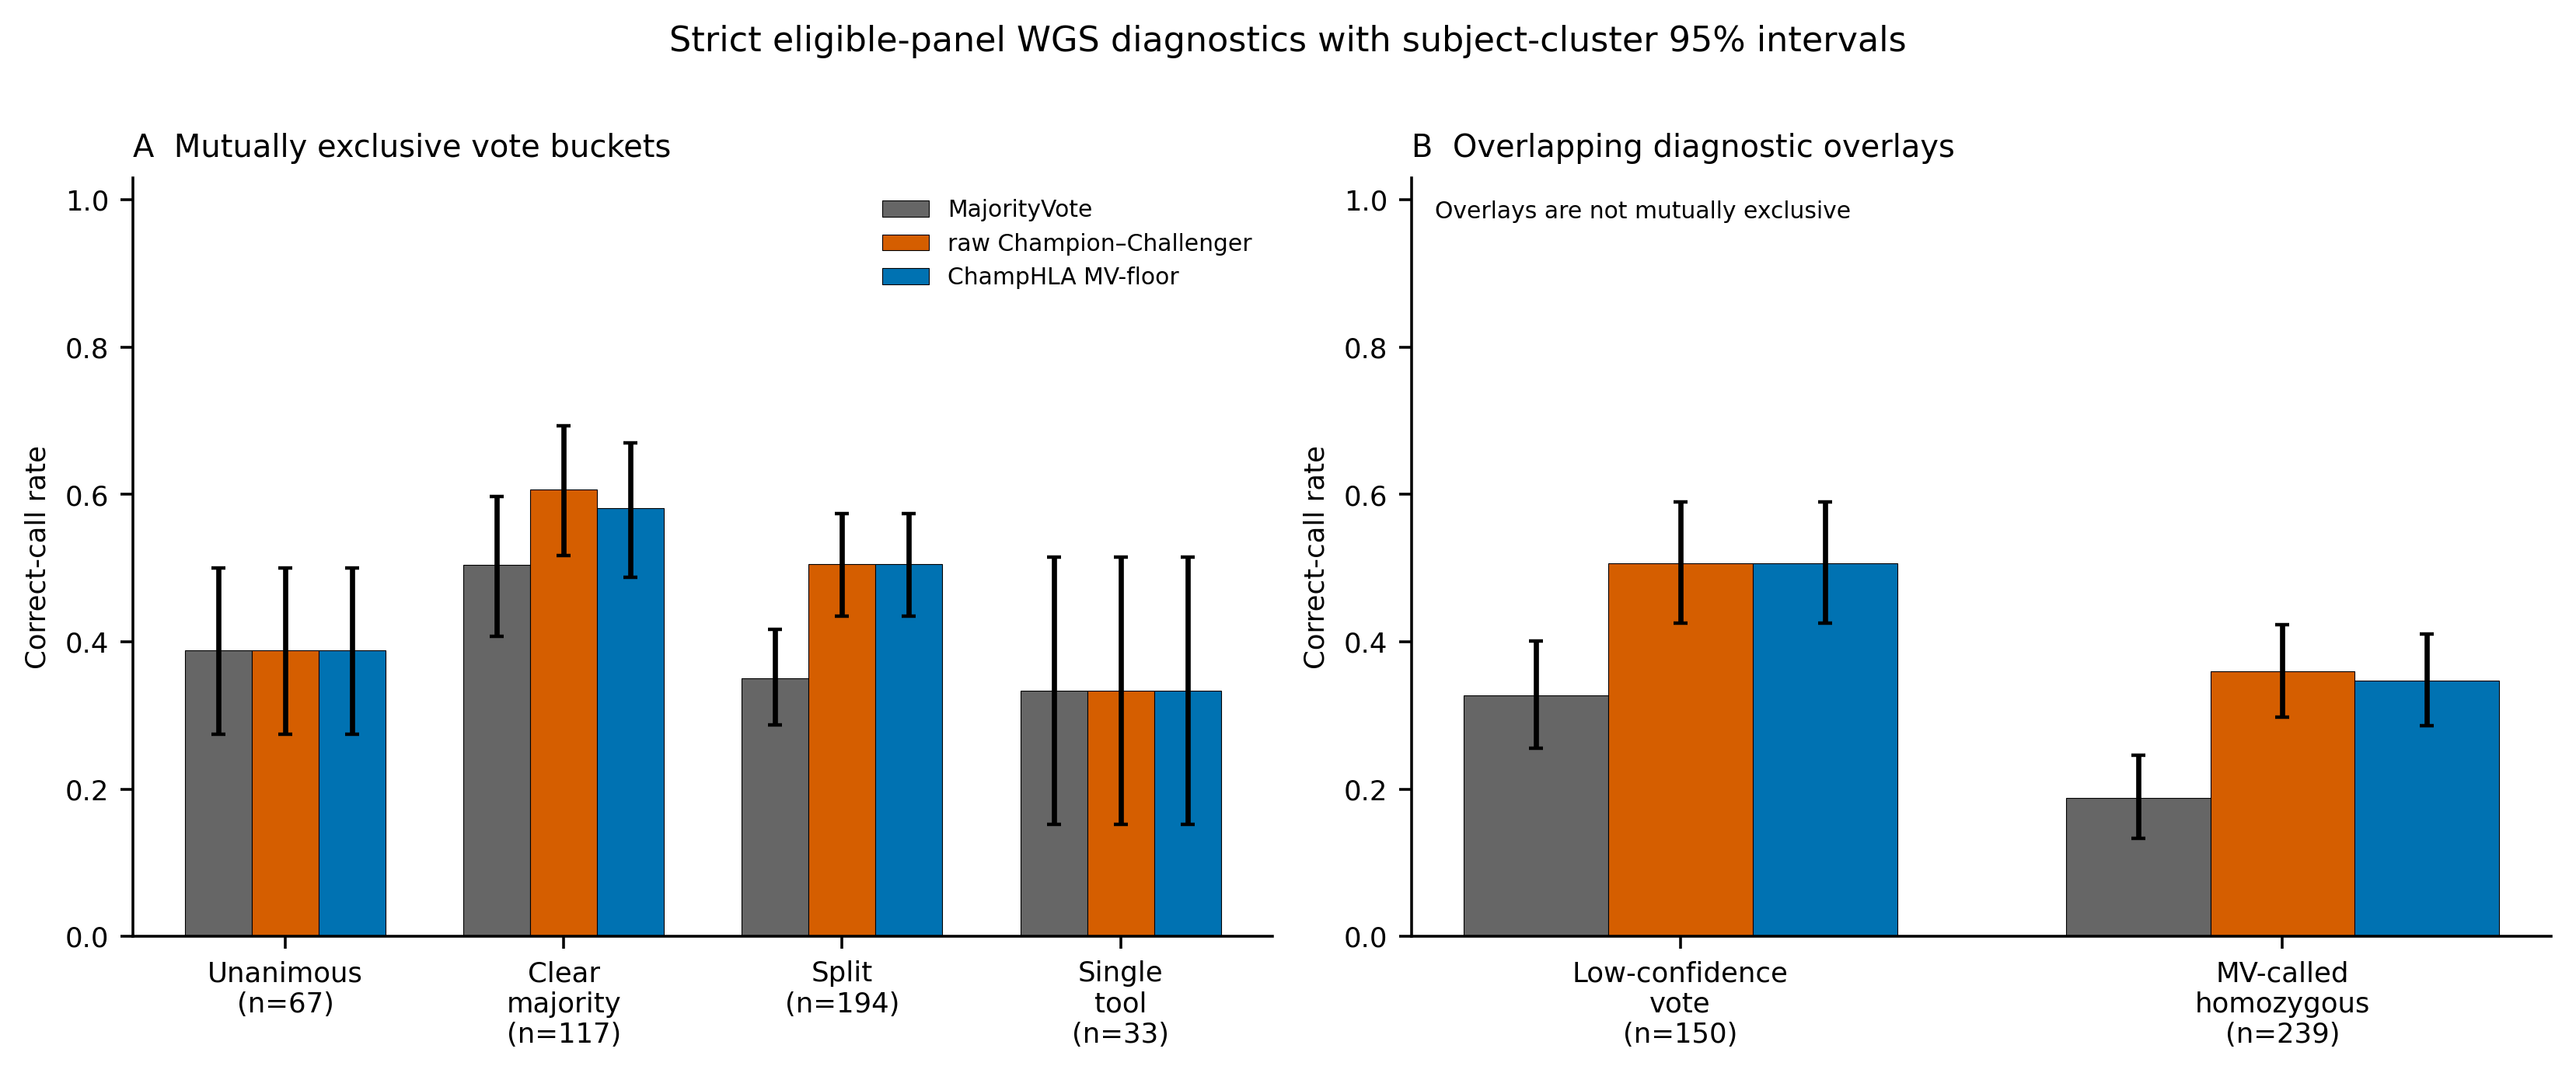 Strict eligible-panel WGS diagnostics with subject-cluster 95% intervals
A  Mutually exclusive vote buckets
MajorityVote
raw Champion–Challenger
ChampHLA MV-floor
Correct-call rate
1.0
0.8
0.6
0.4
0.2
0.0
Unanimous
(n=67)
Clear
majority
(n=117)
Split
(n=194)
Single
tool
(n=33)
B  Overlapping diagnostic overlays
Overlays are not mutually exclusive
Correct-call rate
1.0
0.8
0.6
0.4
0.2
0.0
Low-confidence
vote
(n=150)
MV-called
homozygous
(n=239)